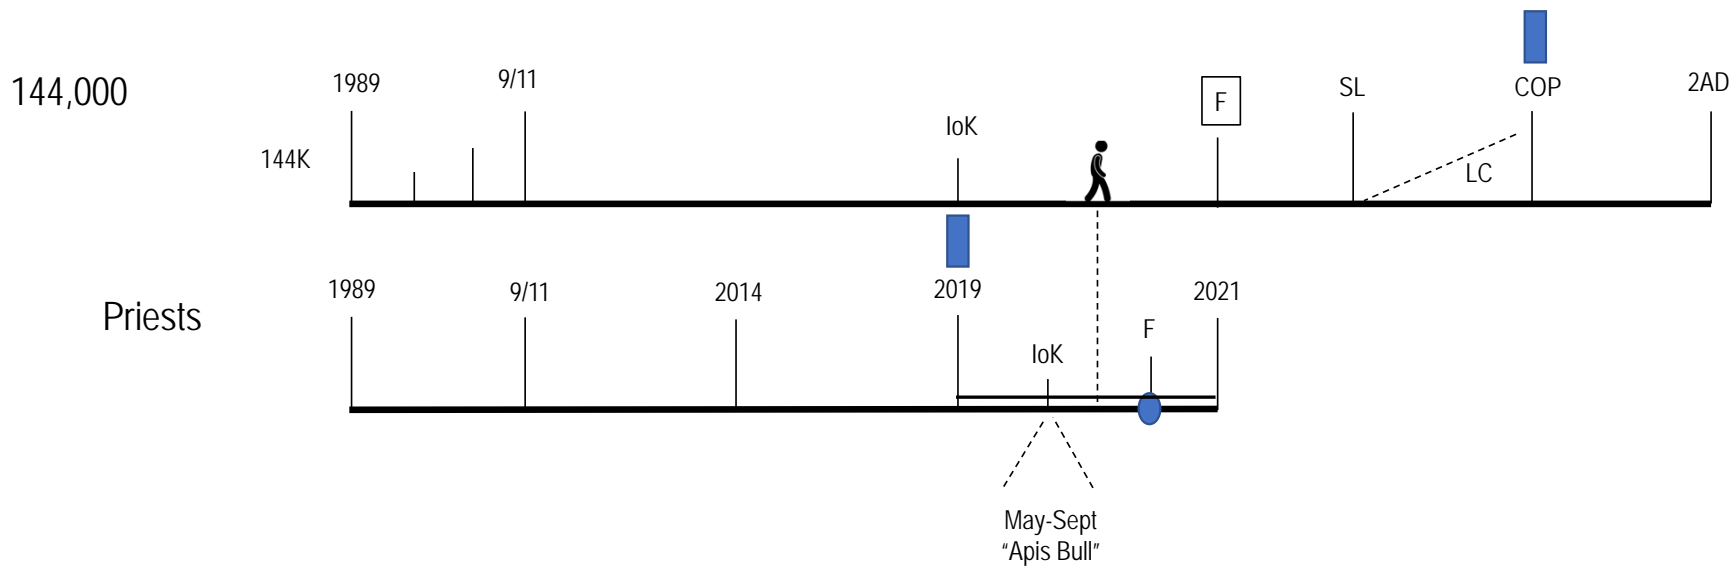 144,000
1989
9/11
F
SL
COP
2AD
IoK
144K
LC
Priests
1989
9/11
2014
2019
2021
F
IoK
May-Sept
“Apis Bull”